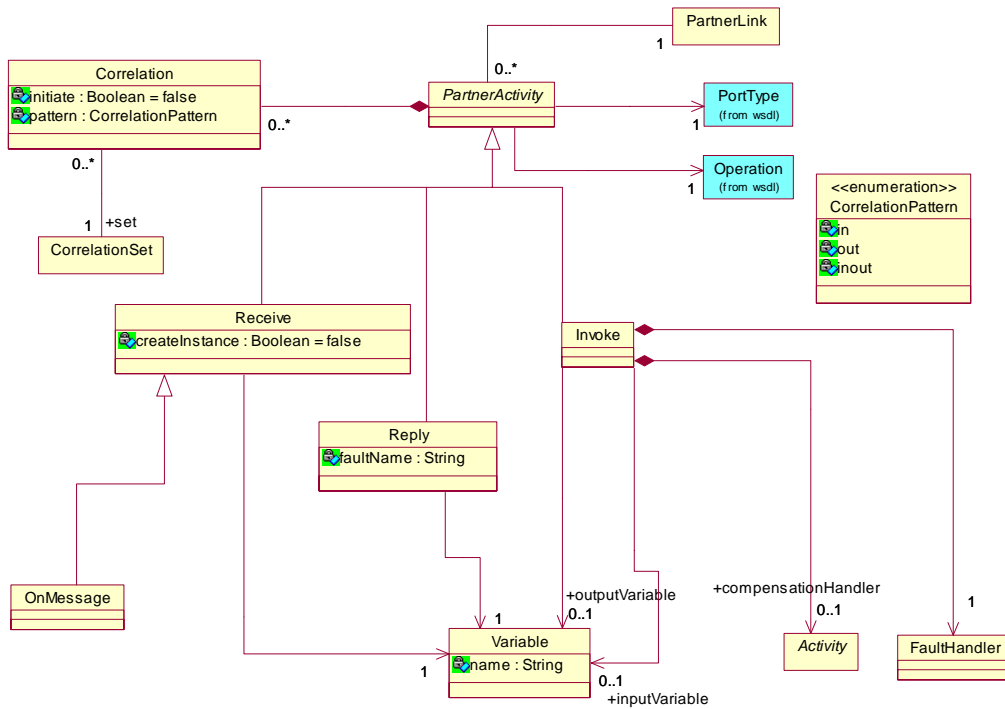 PartnerLink
1
0..*
Correlation
initiate : Boolean = false
pattern : CorrelationPattern
0..*
PartnerActivity
PortType
(from wsdl)
1
Operation
(from wsdl)
1
0..*
1
+set
CorrelationSet
<<enumeration>>
CorrelationPattern
in
out
inout
Receive
createInstance : Boolean = false
Invoke
Reply
faultName : String
OnMessage
+outputVariable
0..1
1
+compensationHandler
0..1
1
Variable
name : String
1
0..1
+inputVariable
Activity
FaultHandler